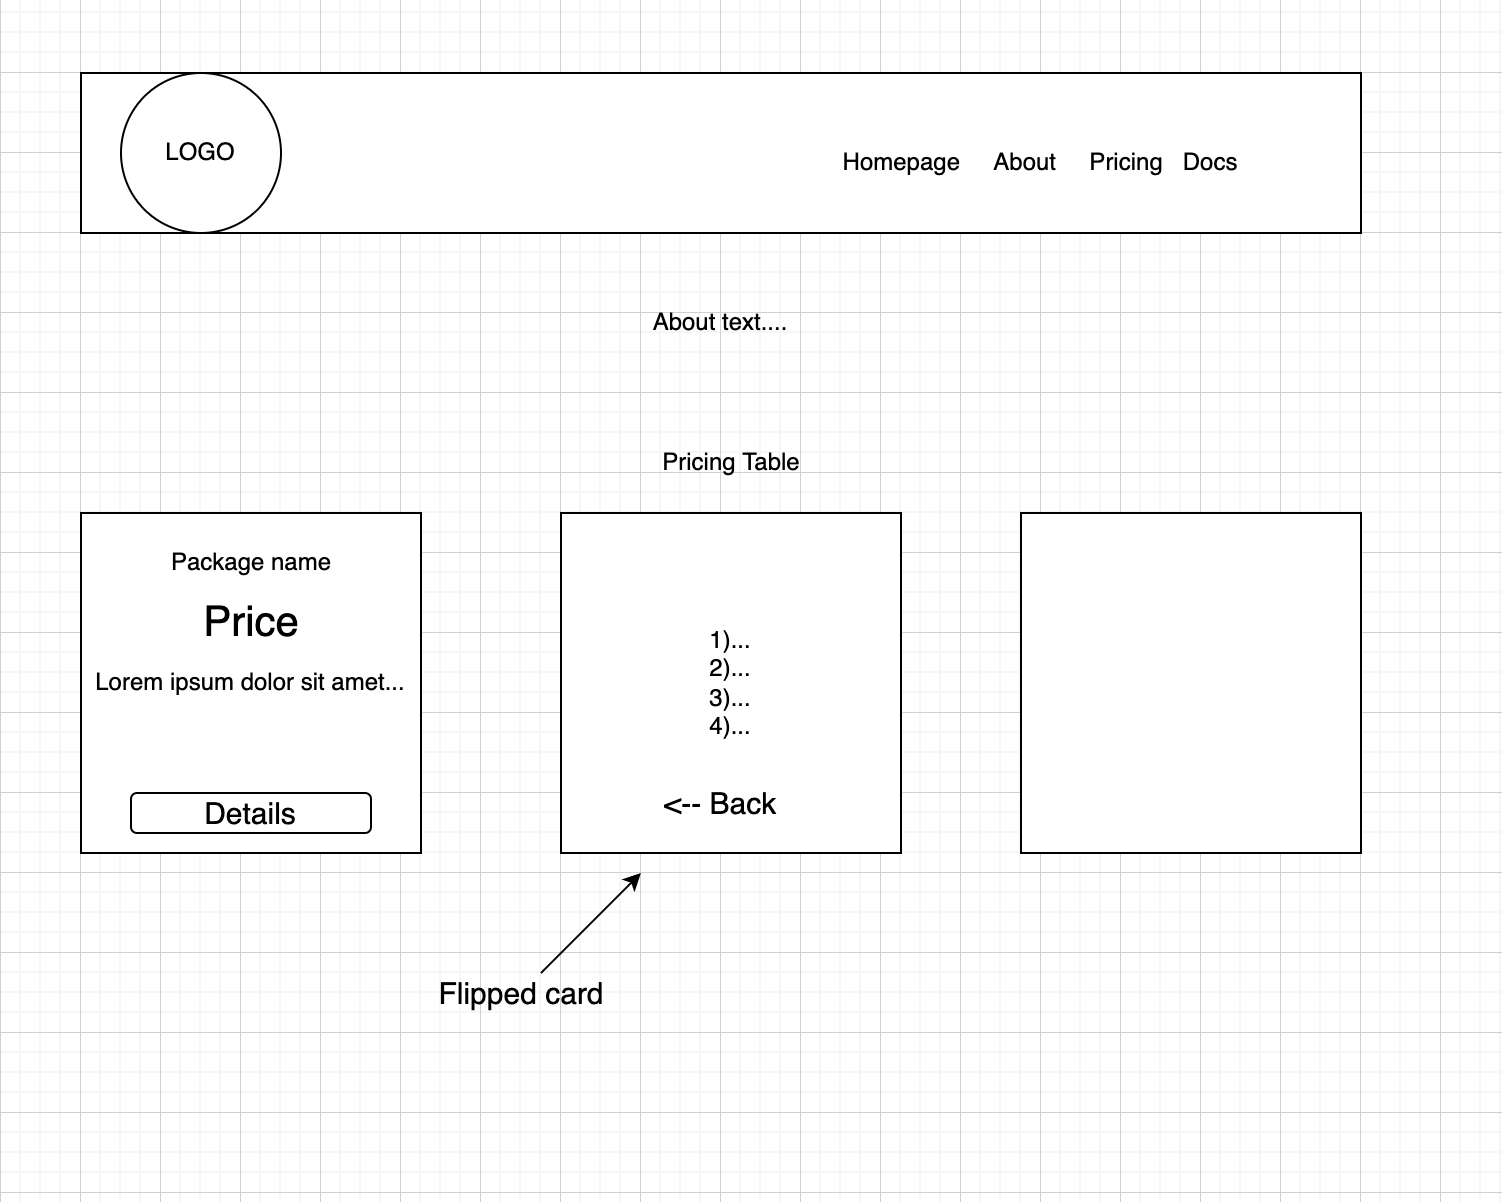 LOGO
Homepage About Pricing Docs
About text....
Pricing Table
Package name
Price
Lorem ipsum dolor sit amet...
Details
1)...
2)...
3)...
4)...
<-- Back
Flipped card